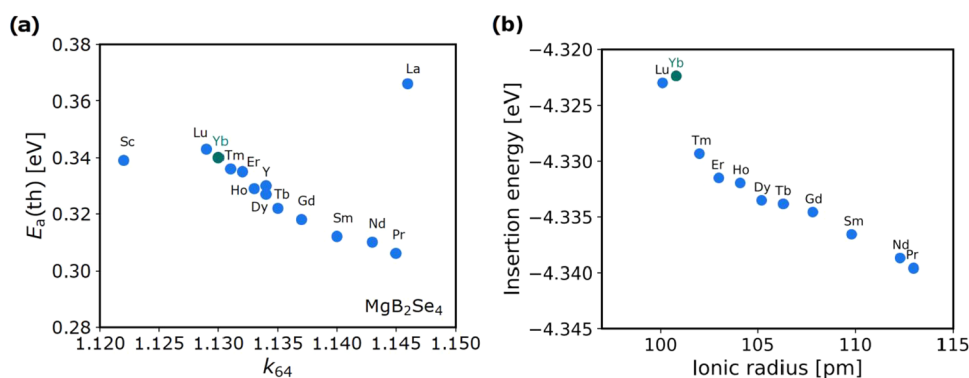 (a)
0.38
0.36
0.34
0.32
0.30
0.28
Eₐ(th) [eV]
La
Sc
Lu
Yb
Tm
Er
Y
Ho
Dy
Tb
Gd
Sm
Nd
Pr
MgB₂Se₄
1.120
1.125
1.130
1.135
1.140
1.145
1.150
k₆₄
(b)
−4.320
−4.325
−4.330
−4.335
−4.340
−4.345
Insertion energy [eV]
Lu
Yb
Tm
Er
Ho
Dy
Tb
Gd
Sm
Nd
Pr
100
105
110
115
Ionic radius [pm]